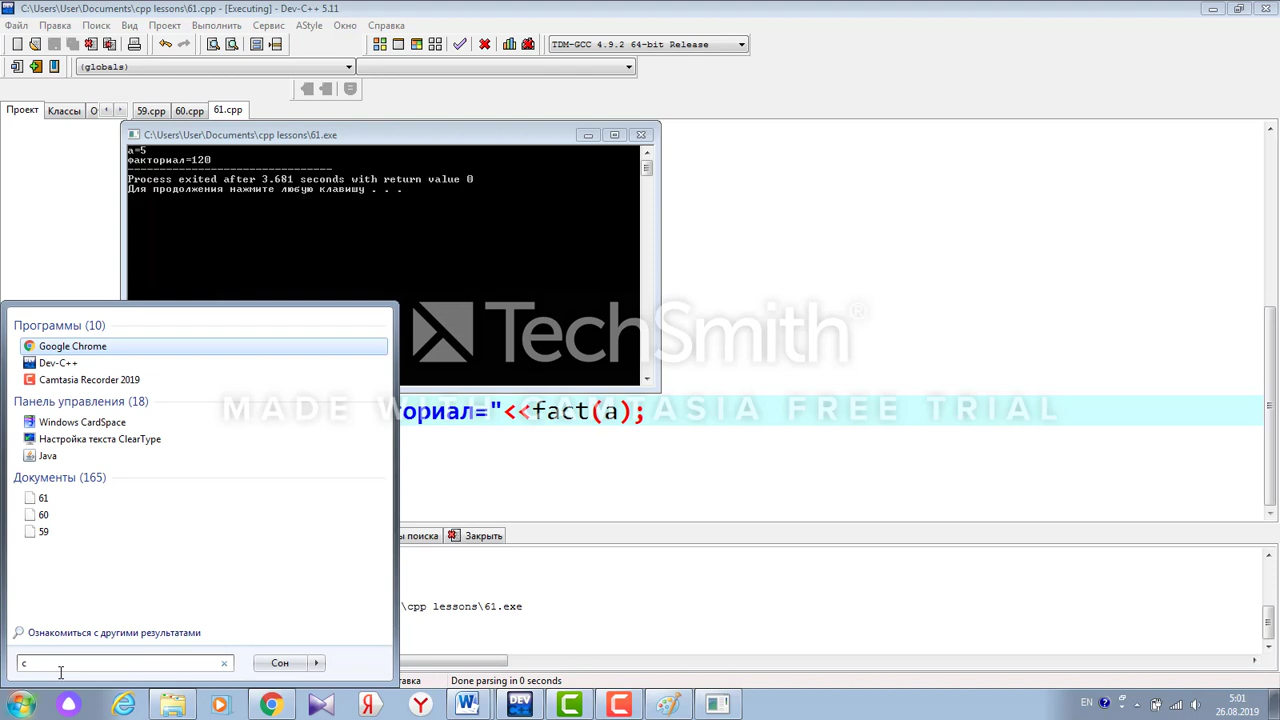 C:\Users\User\Documents\cpp lessons\61.cpp - [Executing] - Dev-C++ 5.11
Файл Правка Поиск Вид Проект Выполнить Сервис AStyle Окно Справка
TDM-GCC 4.9.2 64-bit Release
(globals)
Проект Классы О 59.cpp 60.cpp 61.cpp
C:\Users\User\Documents\cpp lessons\61.exe
a=5
факториал=120
--------------------------------
Process exited after 3.681 seconds with return value 0
Для продолжения нажмите любую клавишу . . .
Программы (10)
Google Chrome
Dev-C++
Camtasia Recorder 2019
Панель управления (18)
Windows CardSpace
Настройка текста ClearType
Java
Документы (165)
61
60
59
Ознакомиться с другими результатами
c
Сон
TechSmith®
MADE WITH CAMTASIA FREE TRIAL
ориал="<<fact(a);
ы поиска Закрыть
\cpp lessons\61.exe
тавка Done parsing in 0 seconds
EN 5:01
26.08.2019